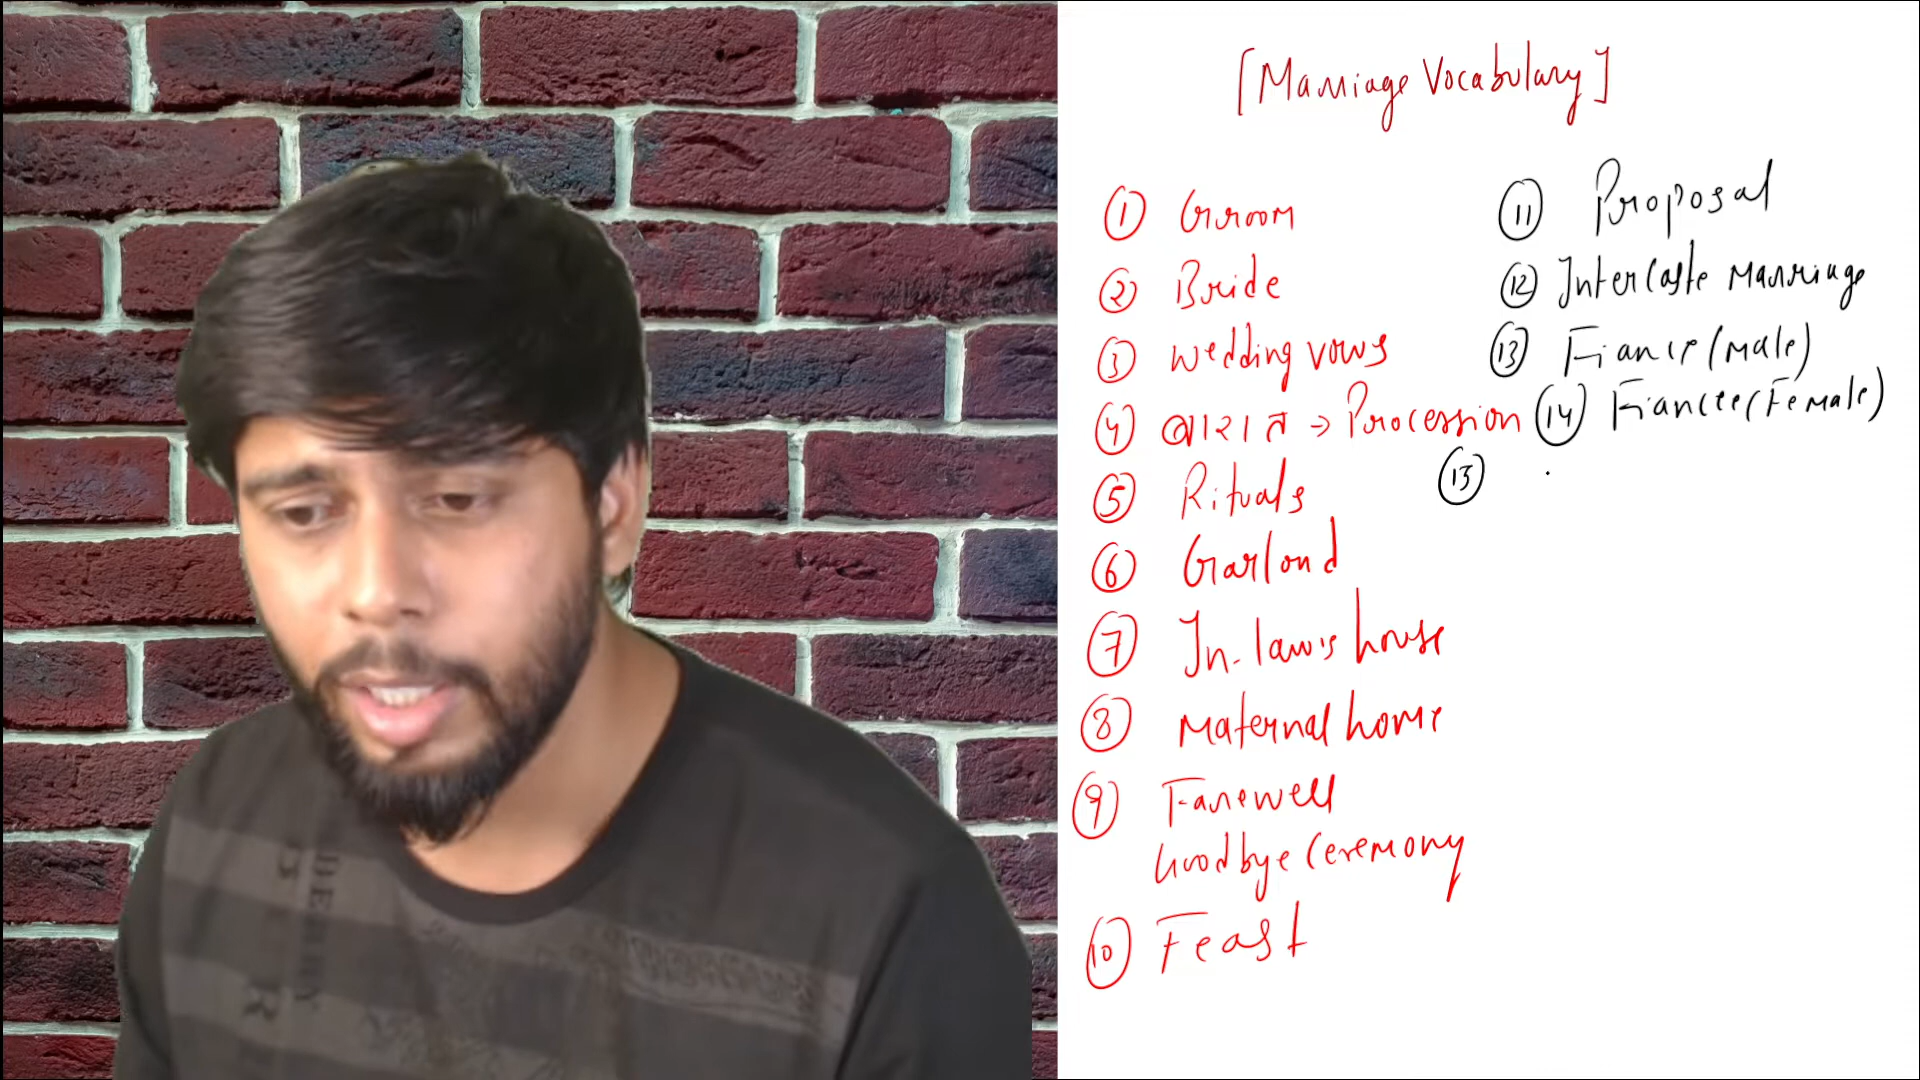 [Marriage Vocabulary]
① Groom
② Bride
③ Wedding vows
④ बारात → Procession
⑤ Rituals
⑥ Garlond
⑦ In-law's house
⑧ Maternal home
⑨ Farewell
Goodbye Ceremony
⑩ Feast
⑪ Proposal
⑫ Intercaste Marriage
⑬ Fiance (Male)
⑭ Fiancee (Female)
⑮